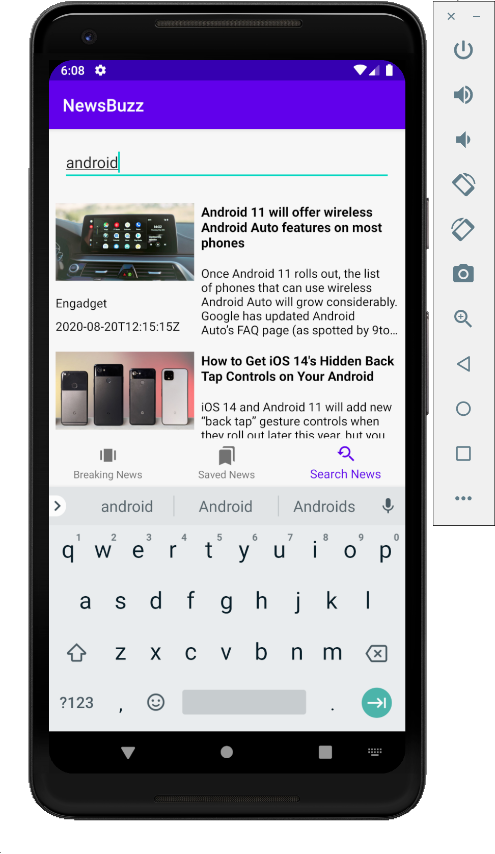 6:08
NewsBuzz
android
Android 11 will offer wireless
Android Auto features on most
phones
Once Android 11 rolls out, the list
of phones that can use wireless
Android Auto will grow considerably.
Google has updated Android
Auto's FAQ page (as spotted by 9to…
Engadget
2020-08-20T12:15:15Z
How to Get iOS 14's Hidden Back
Tap Controls on Your Android
iOS 14 and Android 11 will add new
“back tap” gesture controls when
they roll out later this year, but you
Breaking News Saved News Search News
android Android Androids
1 2 3 4 5 6 7 8 9 0
q w e r t y u i o p
a s d f g h j k l
z x c v b n m
?123 , .